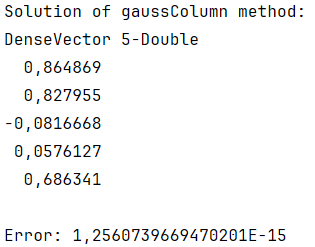 Solution of gaussColumn method:
DenseVector 5-Double
0,864869
0,827955
-0,0816668
0,0576127
0,686341
Error: 1,2560739669470201E-15